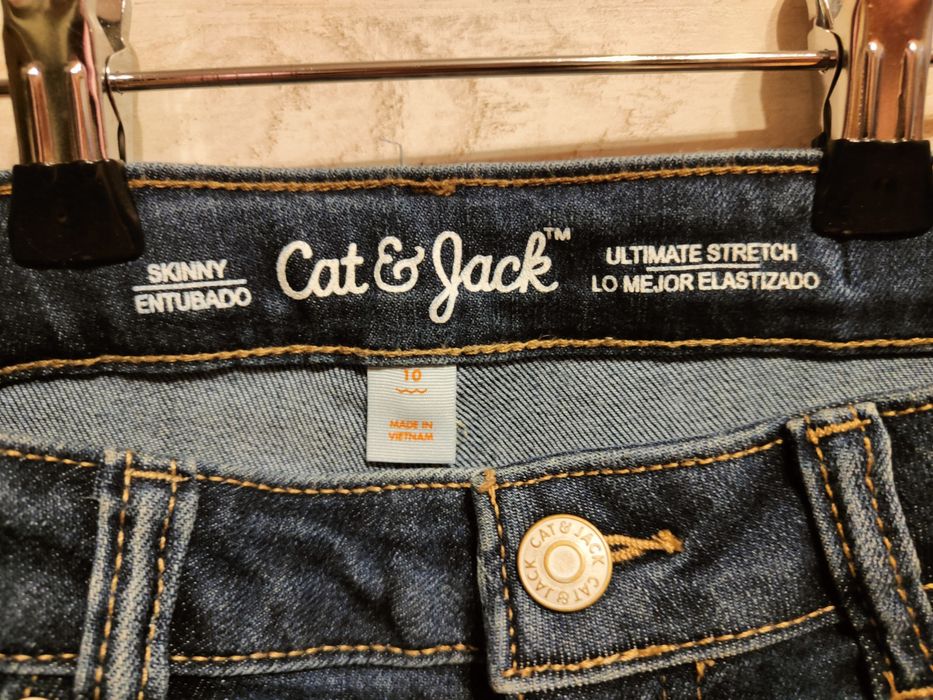 SKINNY
ENTUBADO
Cat & Jack™
ULTIMATE STRETCH
LO MEJOR ELASTIZADO
10
MADE IN
VIETNAM
CAT & JACK CAT & JACK